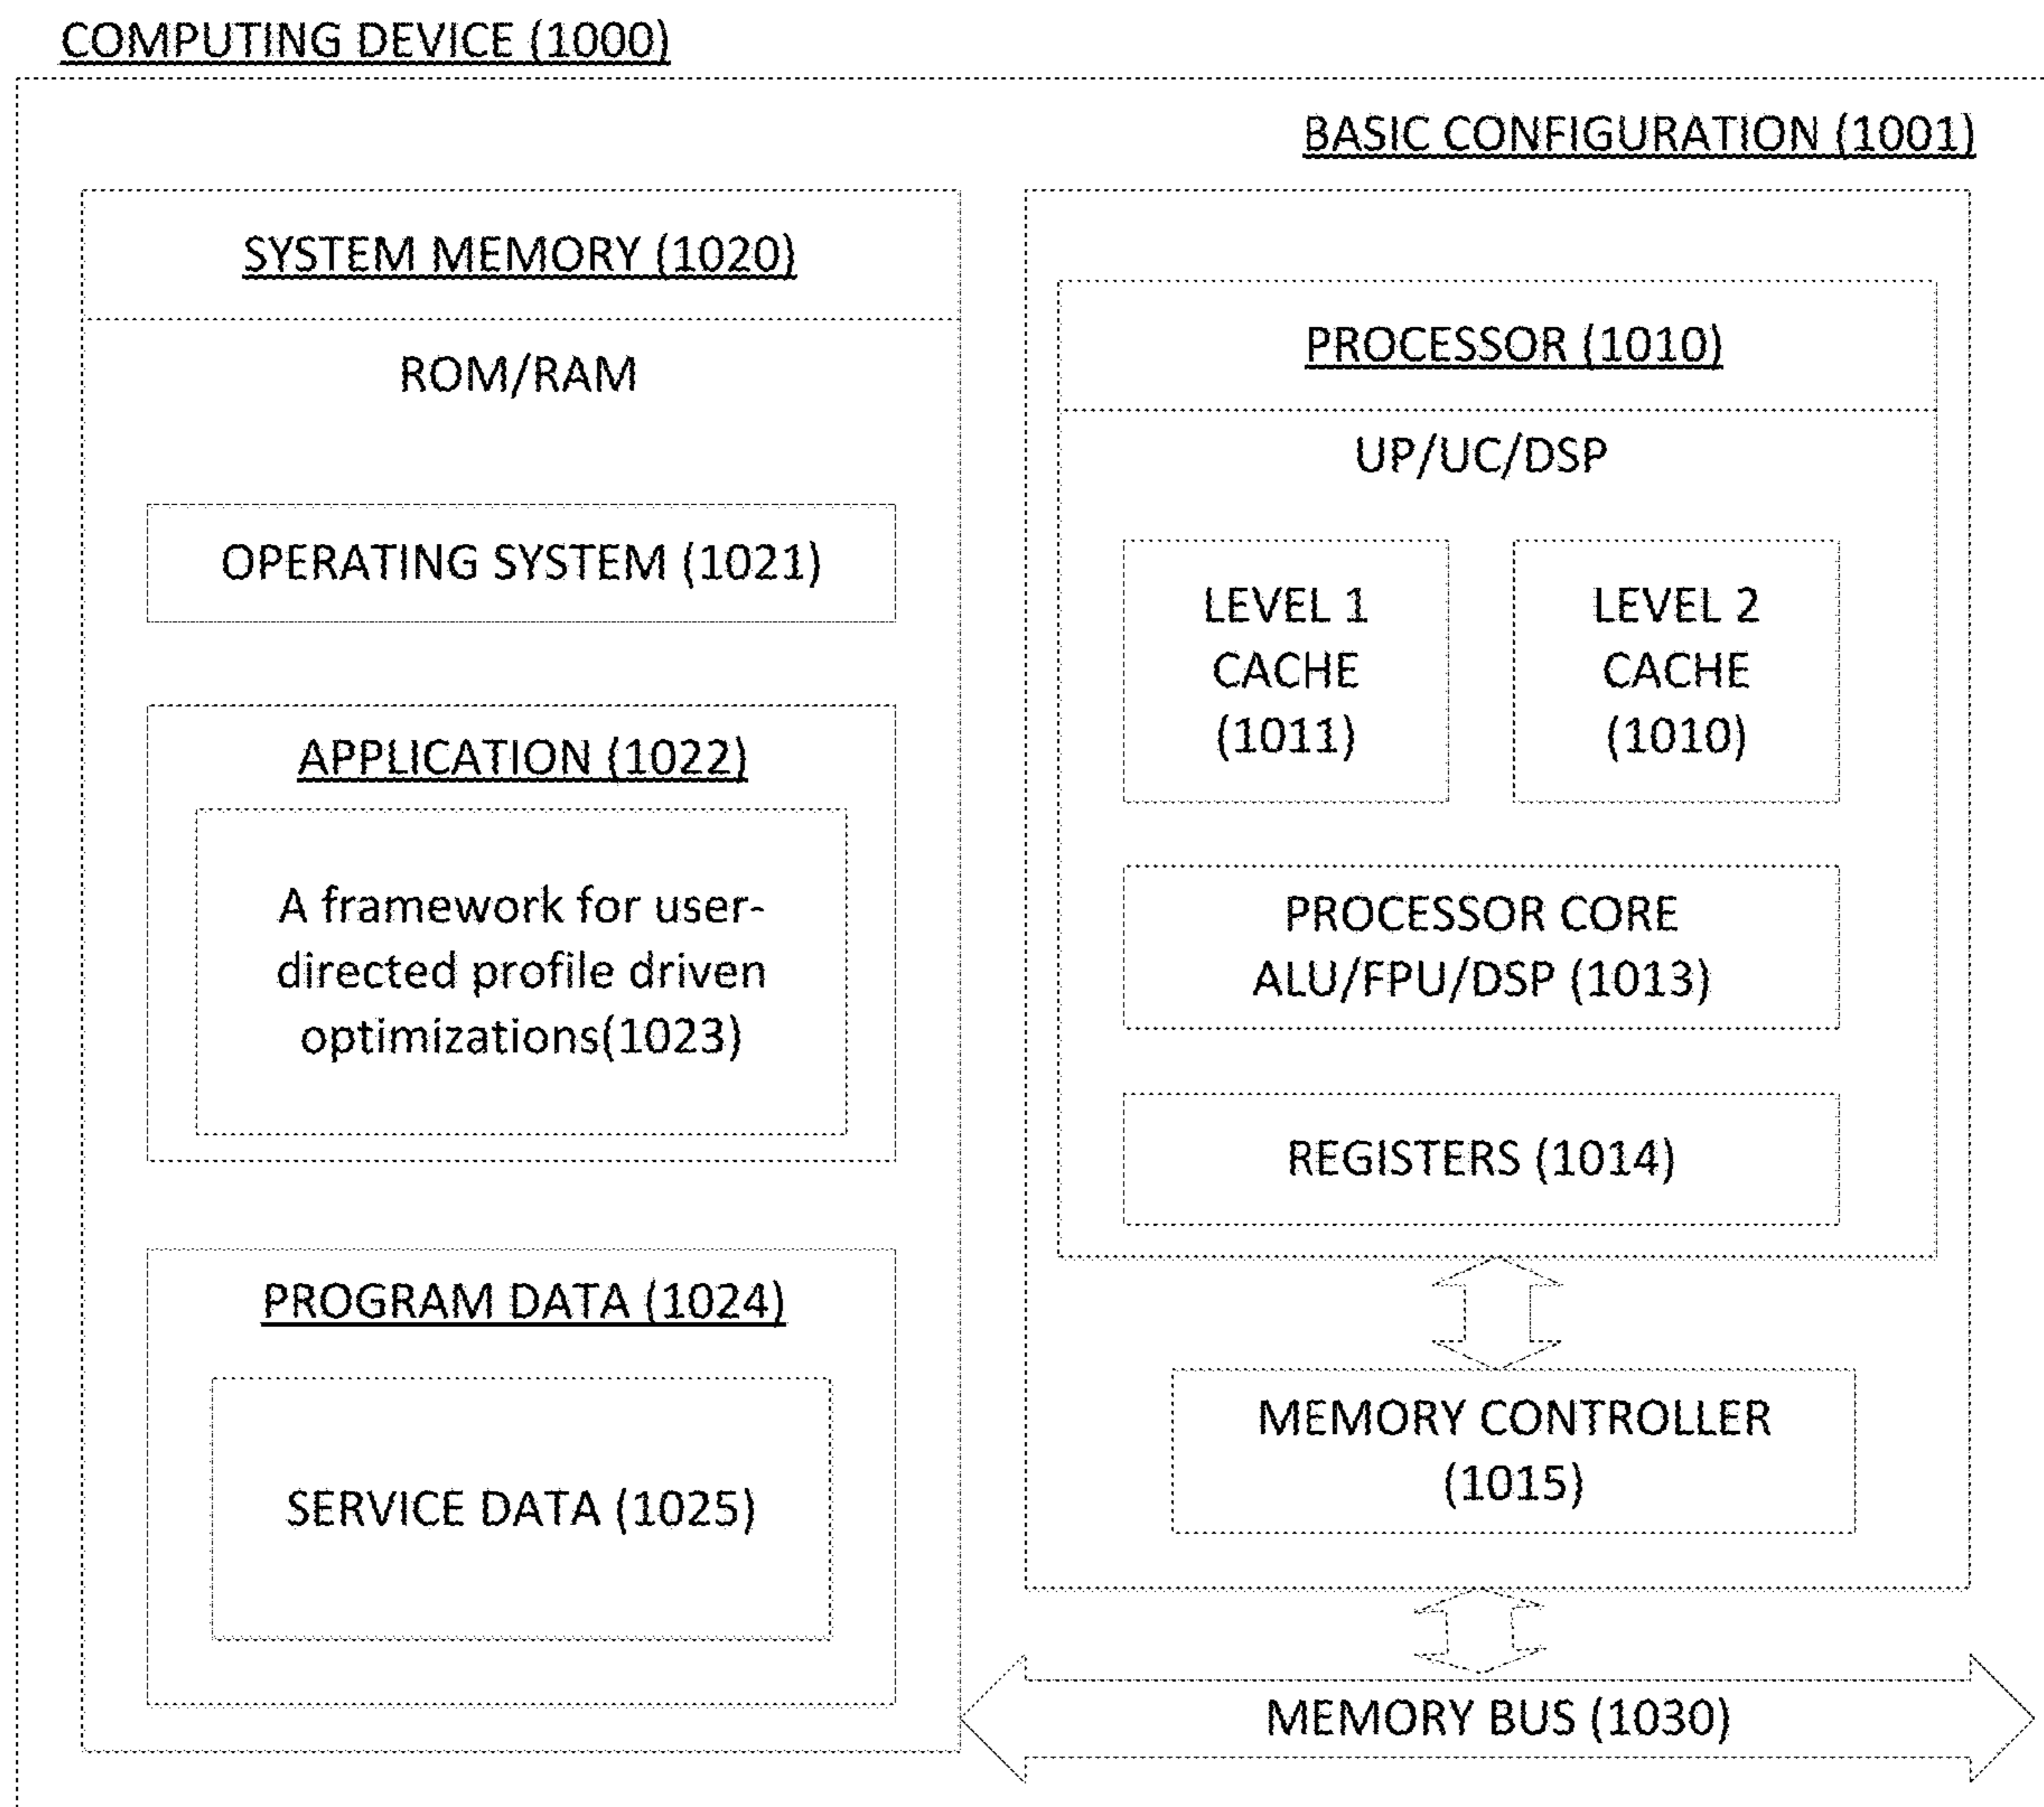 COMPUTING DEVICE (1000)
BASIC CONFIGURATION (1001)
SYSTEM MEMORY (1020)
ROM/RAM
OPERATING SYSTEM (1021)
APPLICATION (1022)
A framework for user-
directed profile driven
optimizations(1023)
PROGRAM DATA (1024)
SERVICE DATA (1025)
PROCESSOR (1010)
UP/UC/DSP
LEVEL 1
CACHE
(1011)
LEVEL 2
CACHE
(1010)
PROCESSOR CORE
ALU/FPU/DSP (1013)
REGISTERS (1014)
MEMORY CONTROLLER
(1015)
MEMORY BUS (1030)